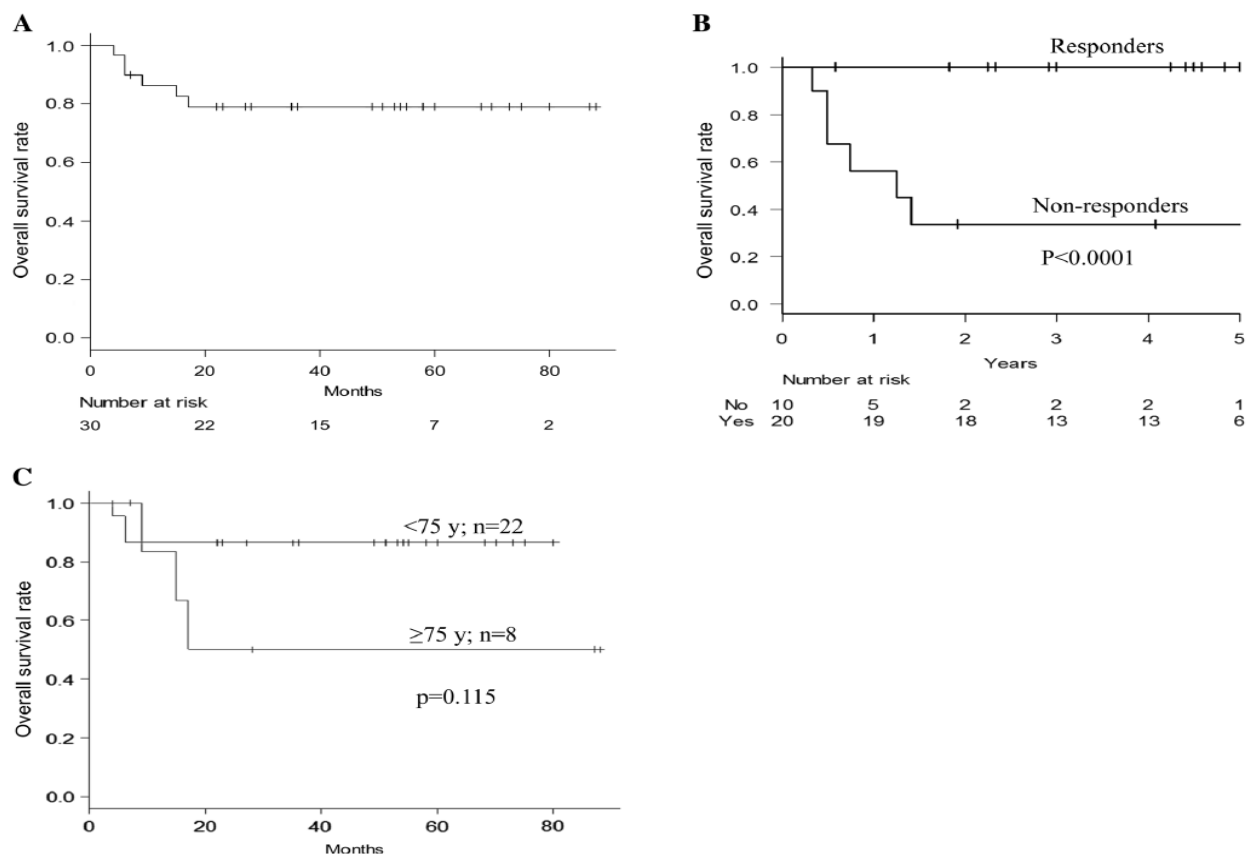 A
Overall survival rate
1.0
0.8
0.6
0.4
0.2
0.0
0 20 40 60 80
Months
Number at risk
30 22 15 7 2
B
Overall survival rate
1.0
0.8
0.6
0.4
0.2
0.0
Responders
Non-responders
P<0.0001
0 1 2 3 4 5
Years
Number at risk
No 10 5 2 2 2 1
Yes 20 19 18 13 13 6
C
Overall survival rate
1.0
0.8
0.6
0.4
0.2
0.0
<75 y; n=22
≥75 y; n=8
p=0.115
0 20 40 60 80
Months